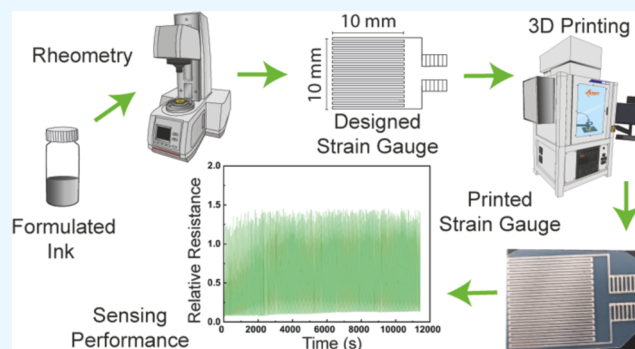 10 mm
3D Printing
Rheometry
10 mm
Designed
Strain Gauge
Formulated
Ink
Printed
Strain Gauge
Relative Resistance
2.0
1.5
1.0
0.5
0.0
0 2000 4000 6000 8000 10000 12000
Time (s)
Sensing
Performance